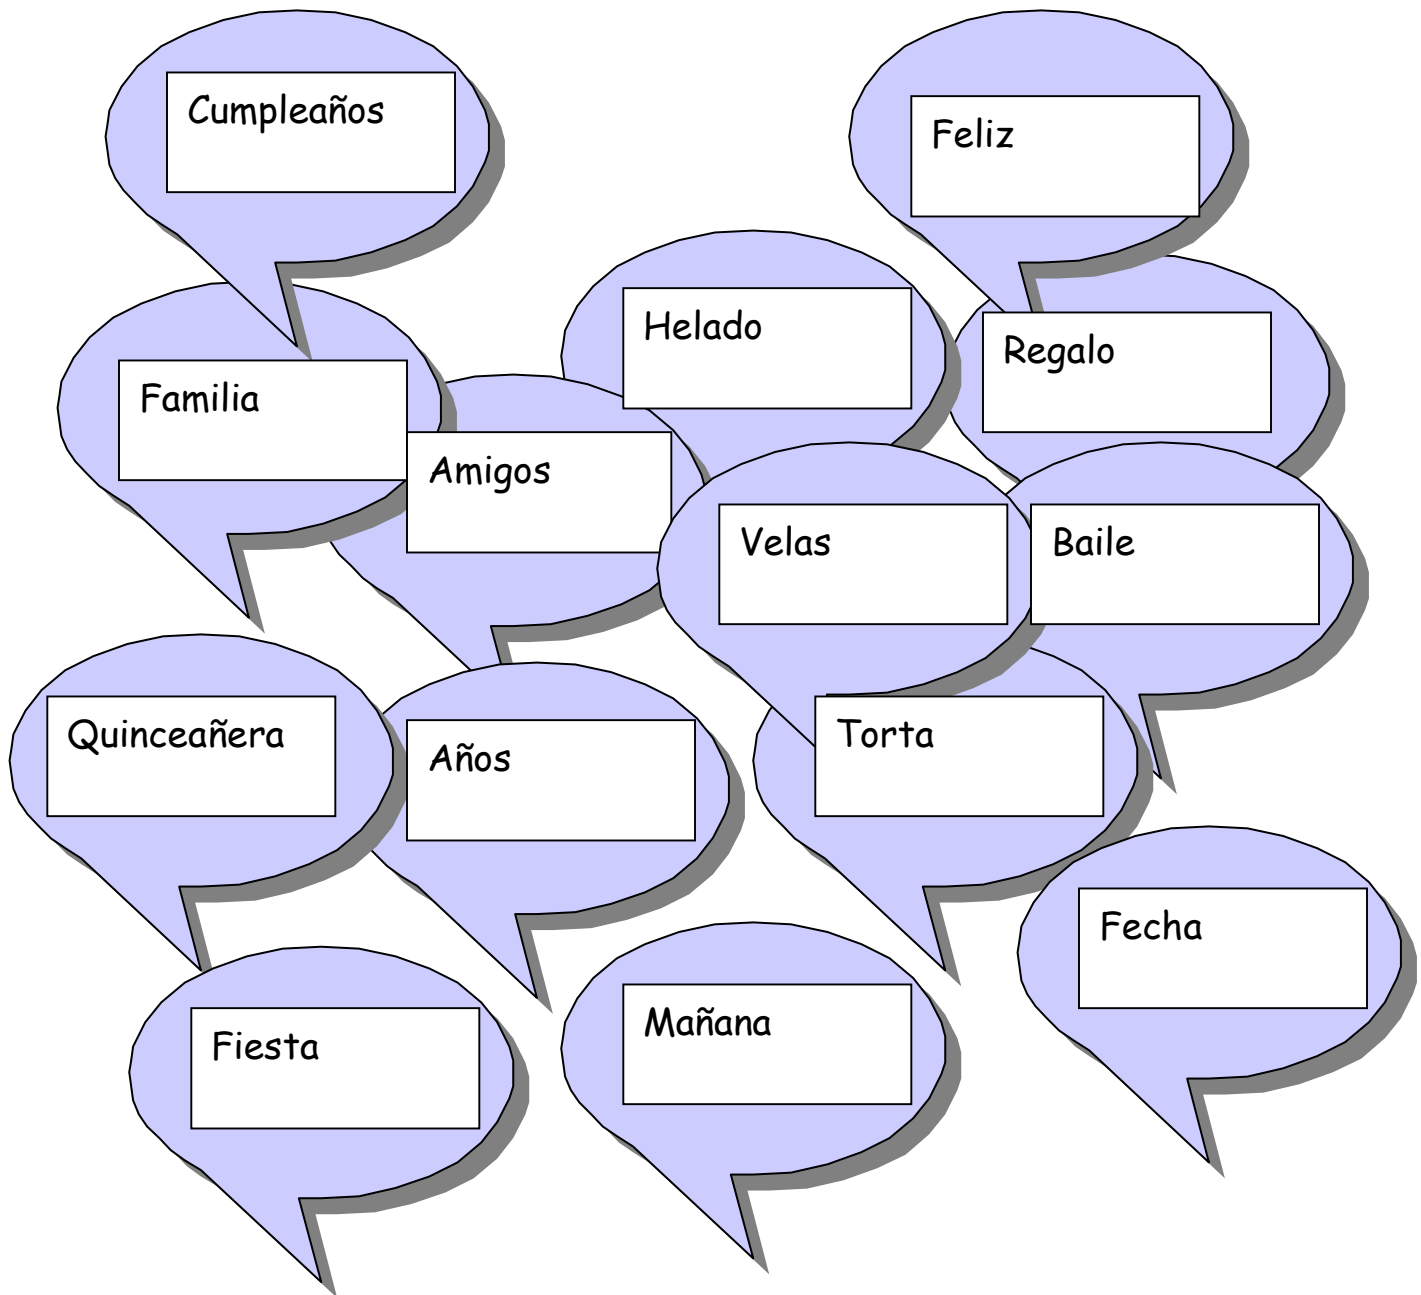 Cumpleaños
Feliz
Helado
Regalo
Familia
Amigos
Velas
Baile
Quinceañera
Años
Torta
Fecha
Fiesta
Mañana